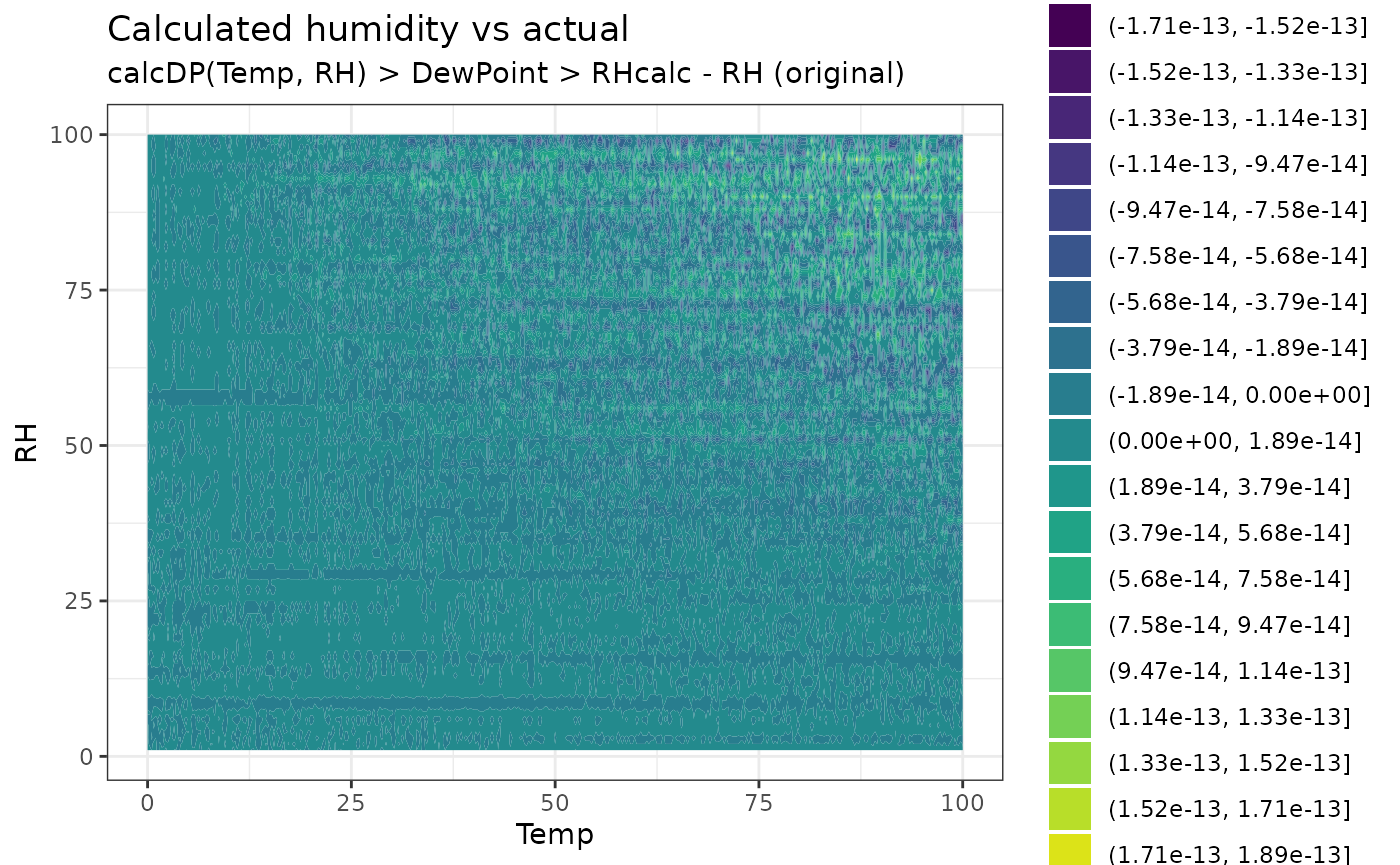 Calculated humidity vs actual
calcDP(Temp, RH) > DewPoint > RHcalc - RH (original)
100
75
50
25
0
RH
0 25 50 75 100
Temp
(-1.71e-13, -1.52e-13]
(-1.52e-13, -1.33e-13]
(-1.33e-13, -1.14e-13]
(-1.14e-13, -9.47e-14]
(-9.47e-14, -7.58e-14]
(-7.58e-14, -5.68e-14]
(-5.68e-14, -3.79e-14]
(-3.79e-14, -1.89e-14]
(-1.89e-14, 0.00e+00]
(0.00e+00, 1.89e-14]
(1.89e-14, 3.79e-14]
(3.79e-14, 5.68e-14]
(5.68e-14, 7.58e-14]
(7.58e-14, 9.47e-14]
(9.47e-14, 1.14e-13]
(1.14e-13, 1.33e-13]
(1.33e-13, 1.52e-13]
(1.52e-13, 1.71e-13]
(1.71e-13, 1.89e-13]